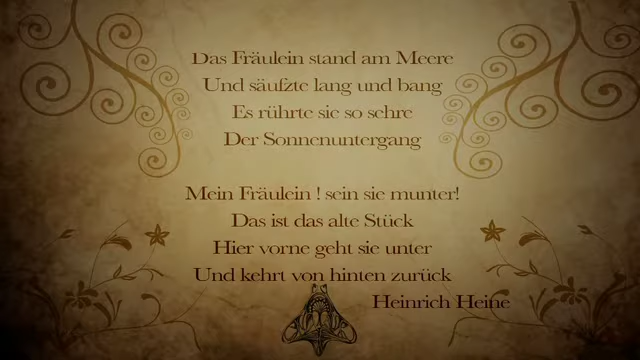 Das Fräulein stand am Meere
Und säufzte lang und bang
Es rührte sie so sehre
Der Sonnenuntergang
Mein Fräulein ! sein sie munter!
Das ist das alte Stück
Hier vorne geht sie unter
Und kehrt von hinten zurück
Heinrich Heine